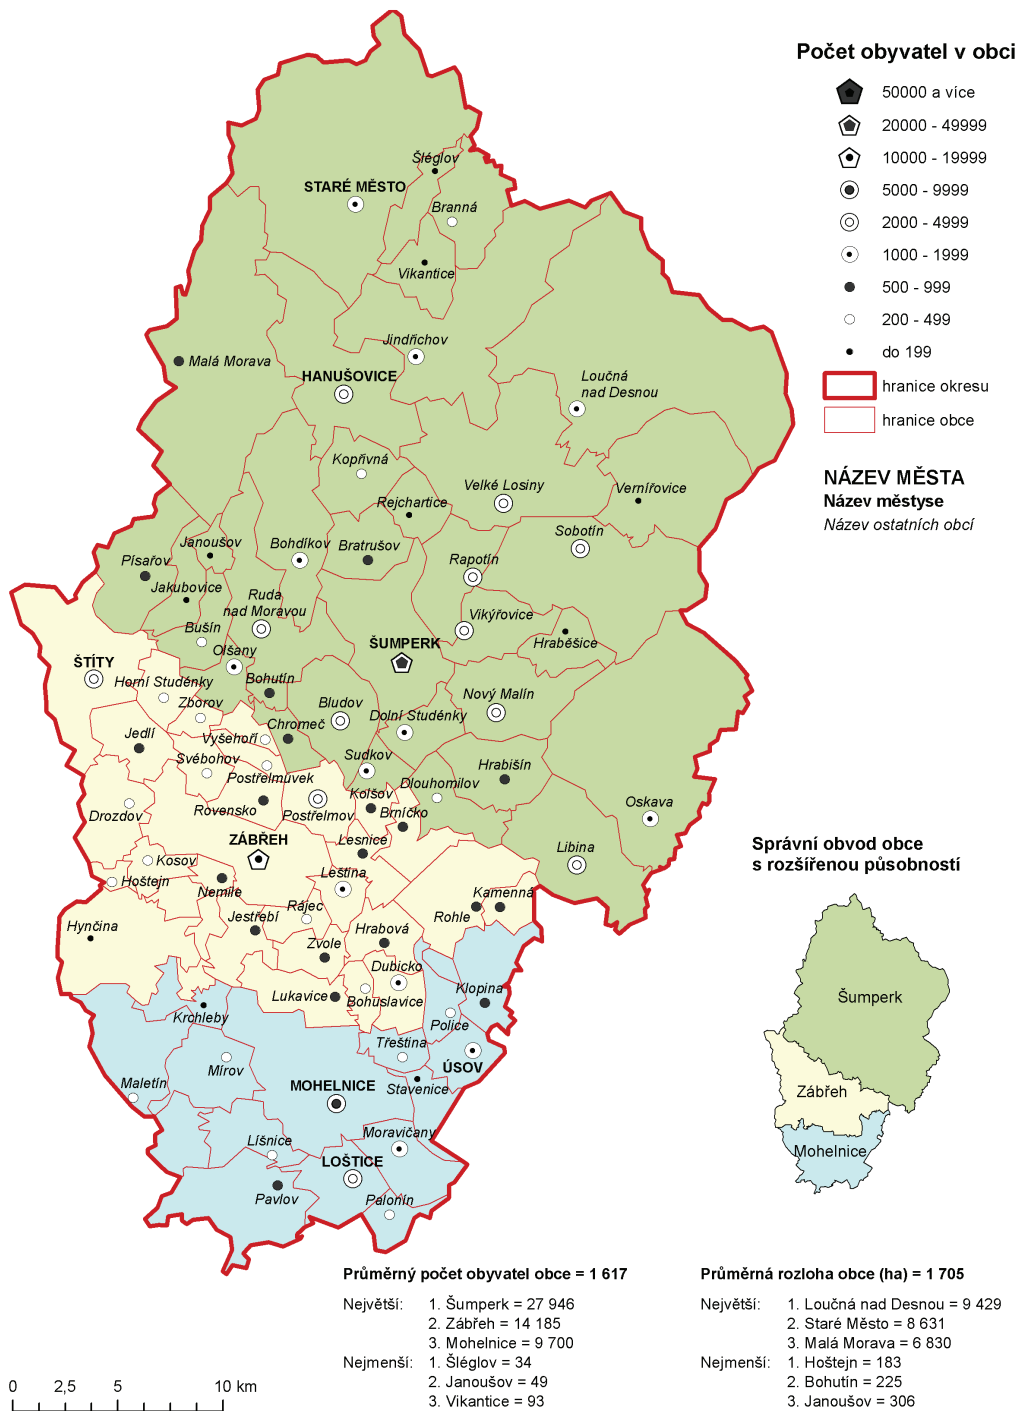 Počet obyvatel v obci
50000 a více
20000 - 49999
10000 - 19999
5000 - 9999
2000 - 4999
1000 - 1999
500 - 999
200 - 499
do 199
hranice okresu
hranice obce
NÁZEV MĚSTA
Název městyse
Název ostatních obcí
Šléglov
STARÉ MĚSTO
Branná
Vikantice
Jindřichov
Malá Morava
HANUŠOVICE
Loučná
nad Desnou
Kopřivná
Velké Losiny
Vernířovice
Rejchartice
Sobotín
Janoušov
Bohdíkov
Bratrušov
Písařov
Rapotín
Jakubovice
Ruda
nad Moravou
Vikýřovice
Bušín
ŠUMPERK
Hraběšice
Olšany
ŠTÍTY
Bohutín
Horní Studénky
Nový Malín
Zborov
Bludov
Dolní Studénky
Chromeč
Jedlí
Vyšehoří
Svébohov
Sudkov
Hrabišín
Postřelmůvek
Dlouhomilov
Kolšov
Oskava
Rovensko
Postřelmov
Brníčko
Drozdov
ZÁBŘEH
Lesnice
Libina
Kosov
Leština
Hoštejn
Nemile
Kamenná
Rájec
Rohle
Jestřebí
Hynčina
Hrabová
Zvole
Dubicko
Klopina
Lukavice
Bohuslavice
Krchleby
Police
Třeština
Mírov
ÚSOV
Maletín
MOHELNICE
Stavenice
Moravičany
Líšnice
LOŠTICE
Pavlov
Palonín
Správní obvod obce
s rozšířenou působností
Šumperk
Zábřeh
Mohelnice
Průměrný počet obyvatel obce = 1 617
Největší: 1. Šumperk = 27 946
2. Zábřeh = 14 185
3. Mohelnice = 9 700
Nejmenší: 1. Šléglov = 34
2. Janoušov = 49
3. Vikantice = 93
Průměrná rozloha obce (ha) = 1 705
Největší: 1. Loučná nad Desnou = 9 429
2. Staré Město = 8 631
3. Malá Morava = 6 830
Nejmenší: 1. Hoštejn = 183
2. Bohutín = 225
3. Janoušov = 306
0 2,5 5 10 km